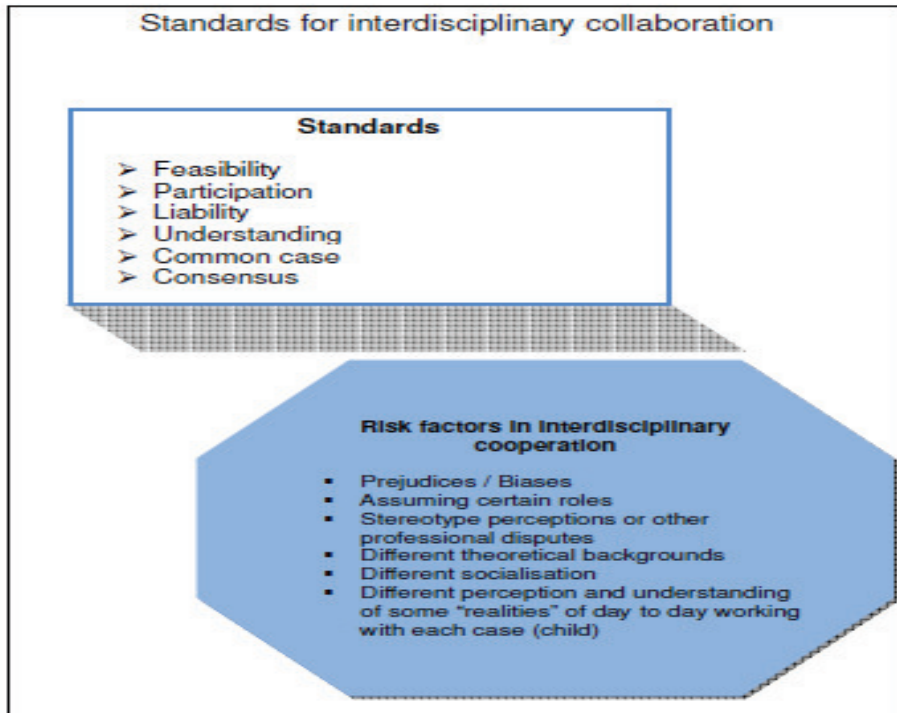 Standards for interdisciplinary collaboration
Standards
➢ Feasibility
➢ Participation
➢ Liability
➢ Understanding
➢ Common case
➢ Consensus
Risk factors in interdisciplinary
cooperation
▪ Prejudices / Biases
▪ Assuming certain roles
▪ Stereotype perceptions or other
professional disputes
▪ Different theoretical backgrounds
▪ Different socialisation
▪ Different perception and understanding
of some “realities” of day to day working
with each case (child)